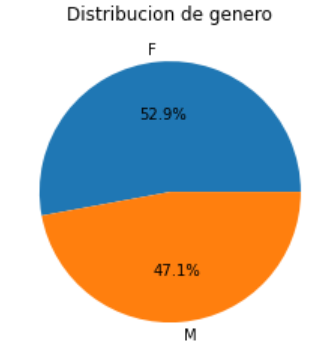 Distribucion de genero
F
52.9%
47.1%
M